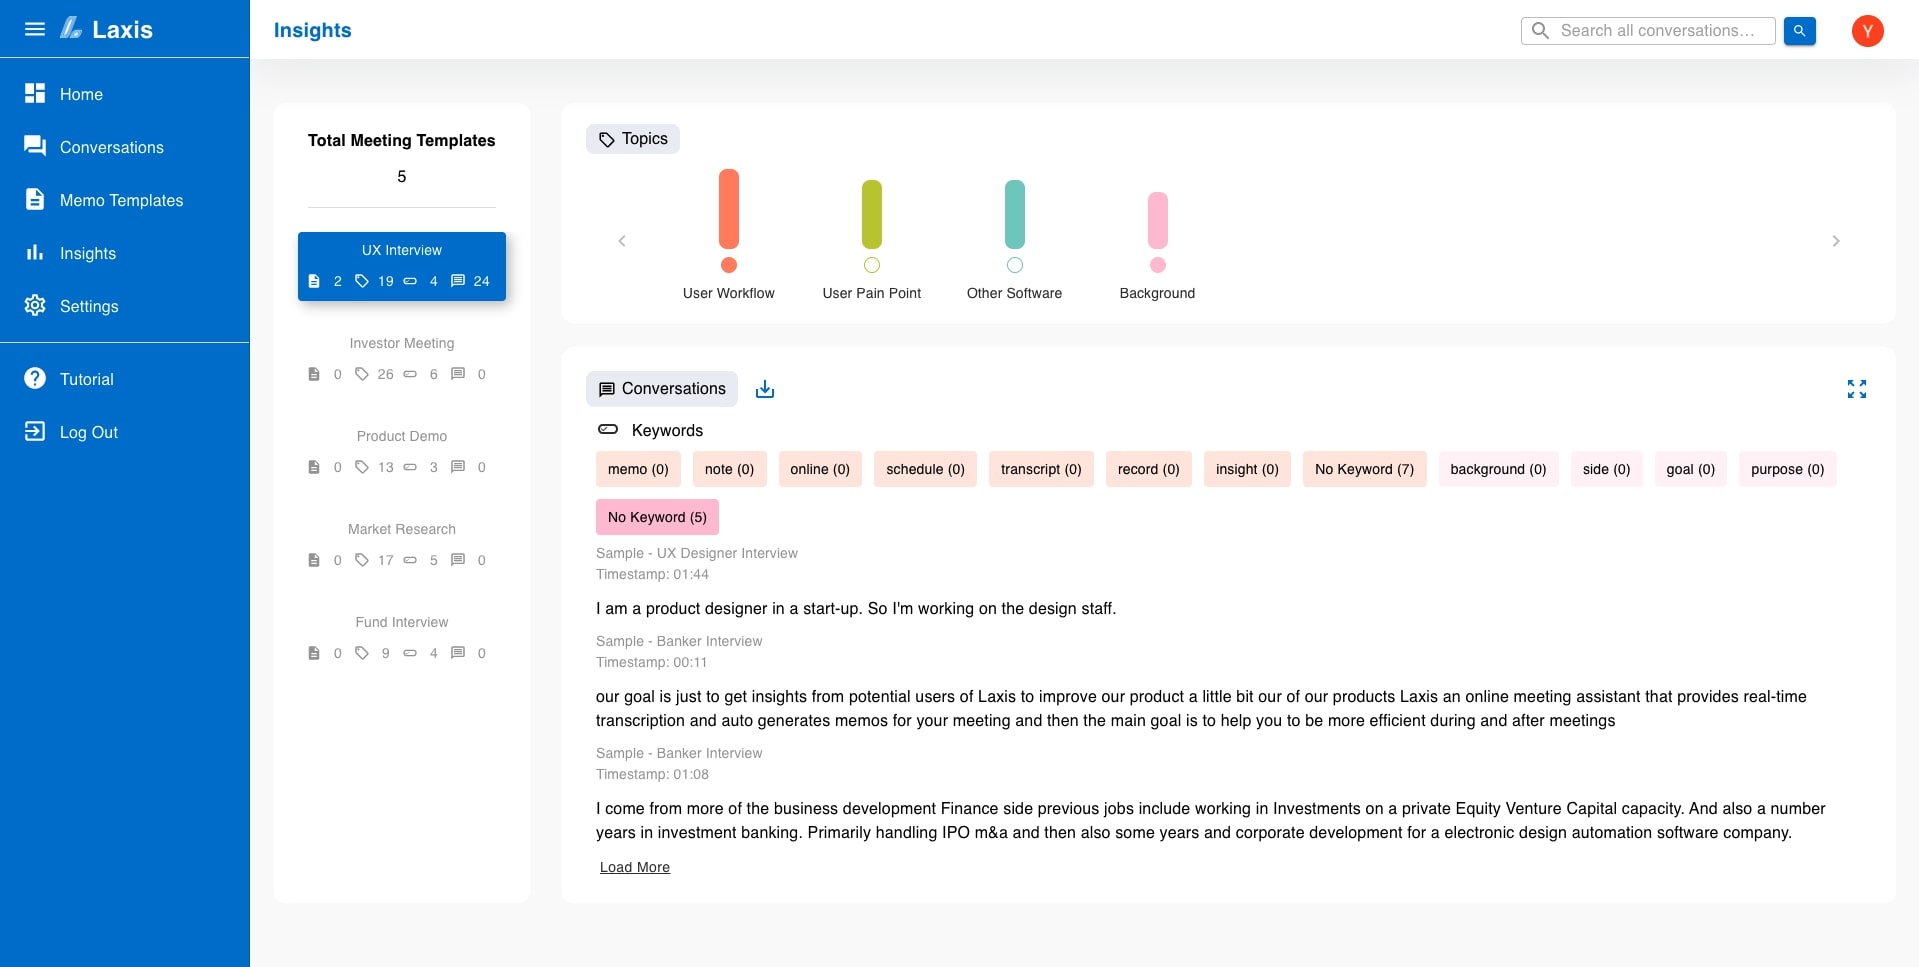 Laxis
Insights
Search all conversations...
Y
Home
Conversations
Memo Templates
Insights
Settings
Tutorial
Log Out
Total Meeting Templates
5
UX Interview
2 19 4 24
Investor Meeting
0 26 6 0
Product Demo
0 13 3 0
Market Research
0 17 5 0
Fund Interview
0 9 4 0
Topics
User Workflow User Pain Point Other Software Background
Conversations
Keywords
memo (0) note (0) online (0) schedule (0) transcript (0) record (0) insight (0) No Keyword (7) background (0) side (0) goal (0) purpose (0)
No Keyword (5)
Sample - UX Designer Interview
Timestamp: 01:44
I am a product designer in a start-up. So I'm working on the design staff.
Sample - Banker Interview
Timestamp: 00:11
our goal is just to get insights from potential users of Laxis to improve our product a little bit our of our products Laxis an online meeting assistant that provides real-time
transcription and auto generates memos for your meeting and then the main goal is to help you to be more efficient during and after meetings
Sample - Banker Interview
Timestamp: 01:08
I come from more of the business development Finance side previous jobs include working in Investments on a private Equity Venture Capital capacity. And also a number
years in investment banking. Primarily handling IPO m&a and then also some years and corporate development for a electronic design automation software company.
Load More